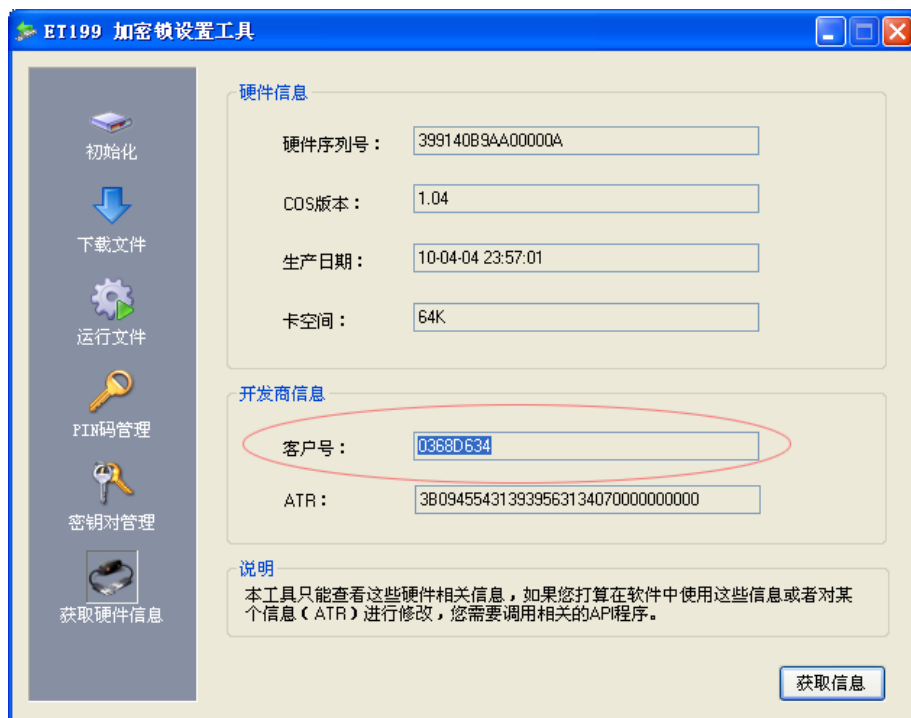 ET199 加密锁设置工具
初始化
下载文件
运行文件
PIN码管理
密钥对管理
获取硬件信息
硬件信息
硬件序列号： 399140B9AA00000A
COS版本： 1.04
生产日期： 10-04-04 23:57:01
卡空间： 64K
开发商信息
客户号： 0368D634
ATR： 3B0945543139395631340700000000000
说明
本工具只能查看这些硬件相关信息，如果您打算在软件中使用这些信息或者对某
个信息（ATR）进行修改，您需要调用相关的API程序。
获取信息